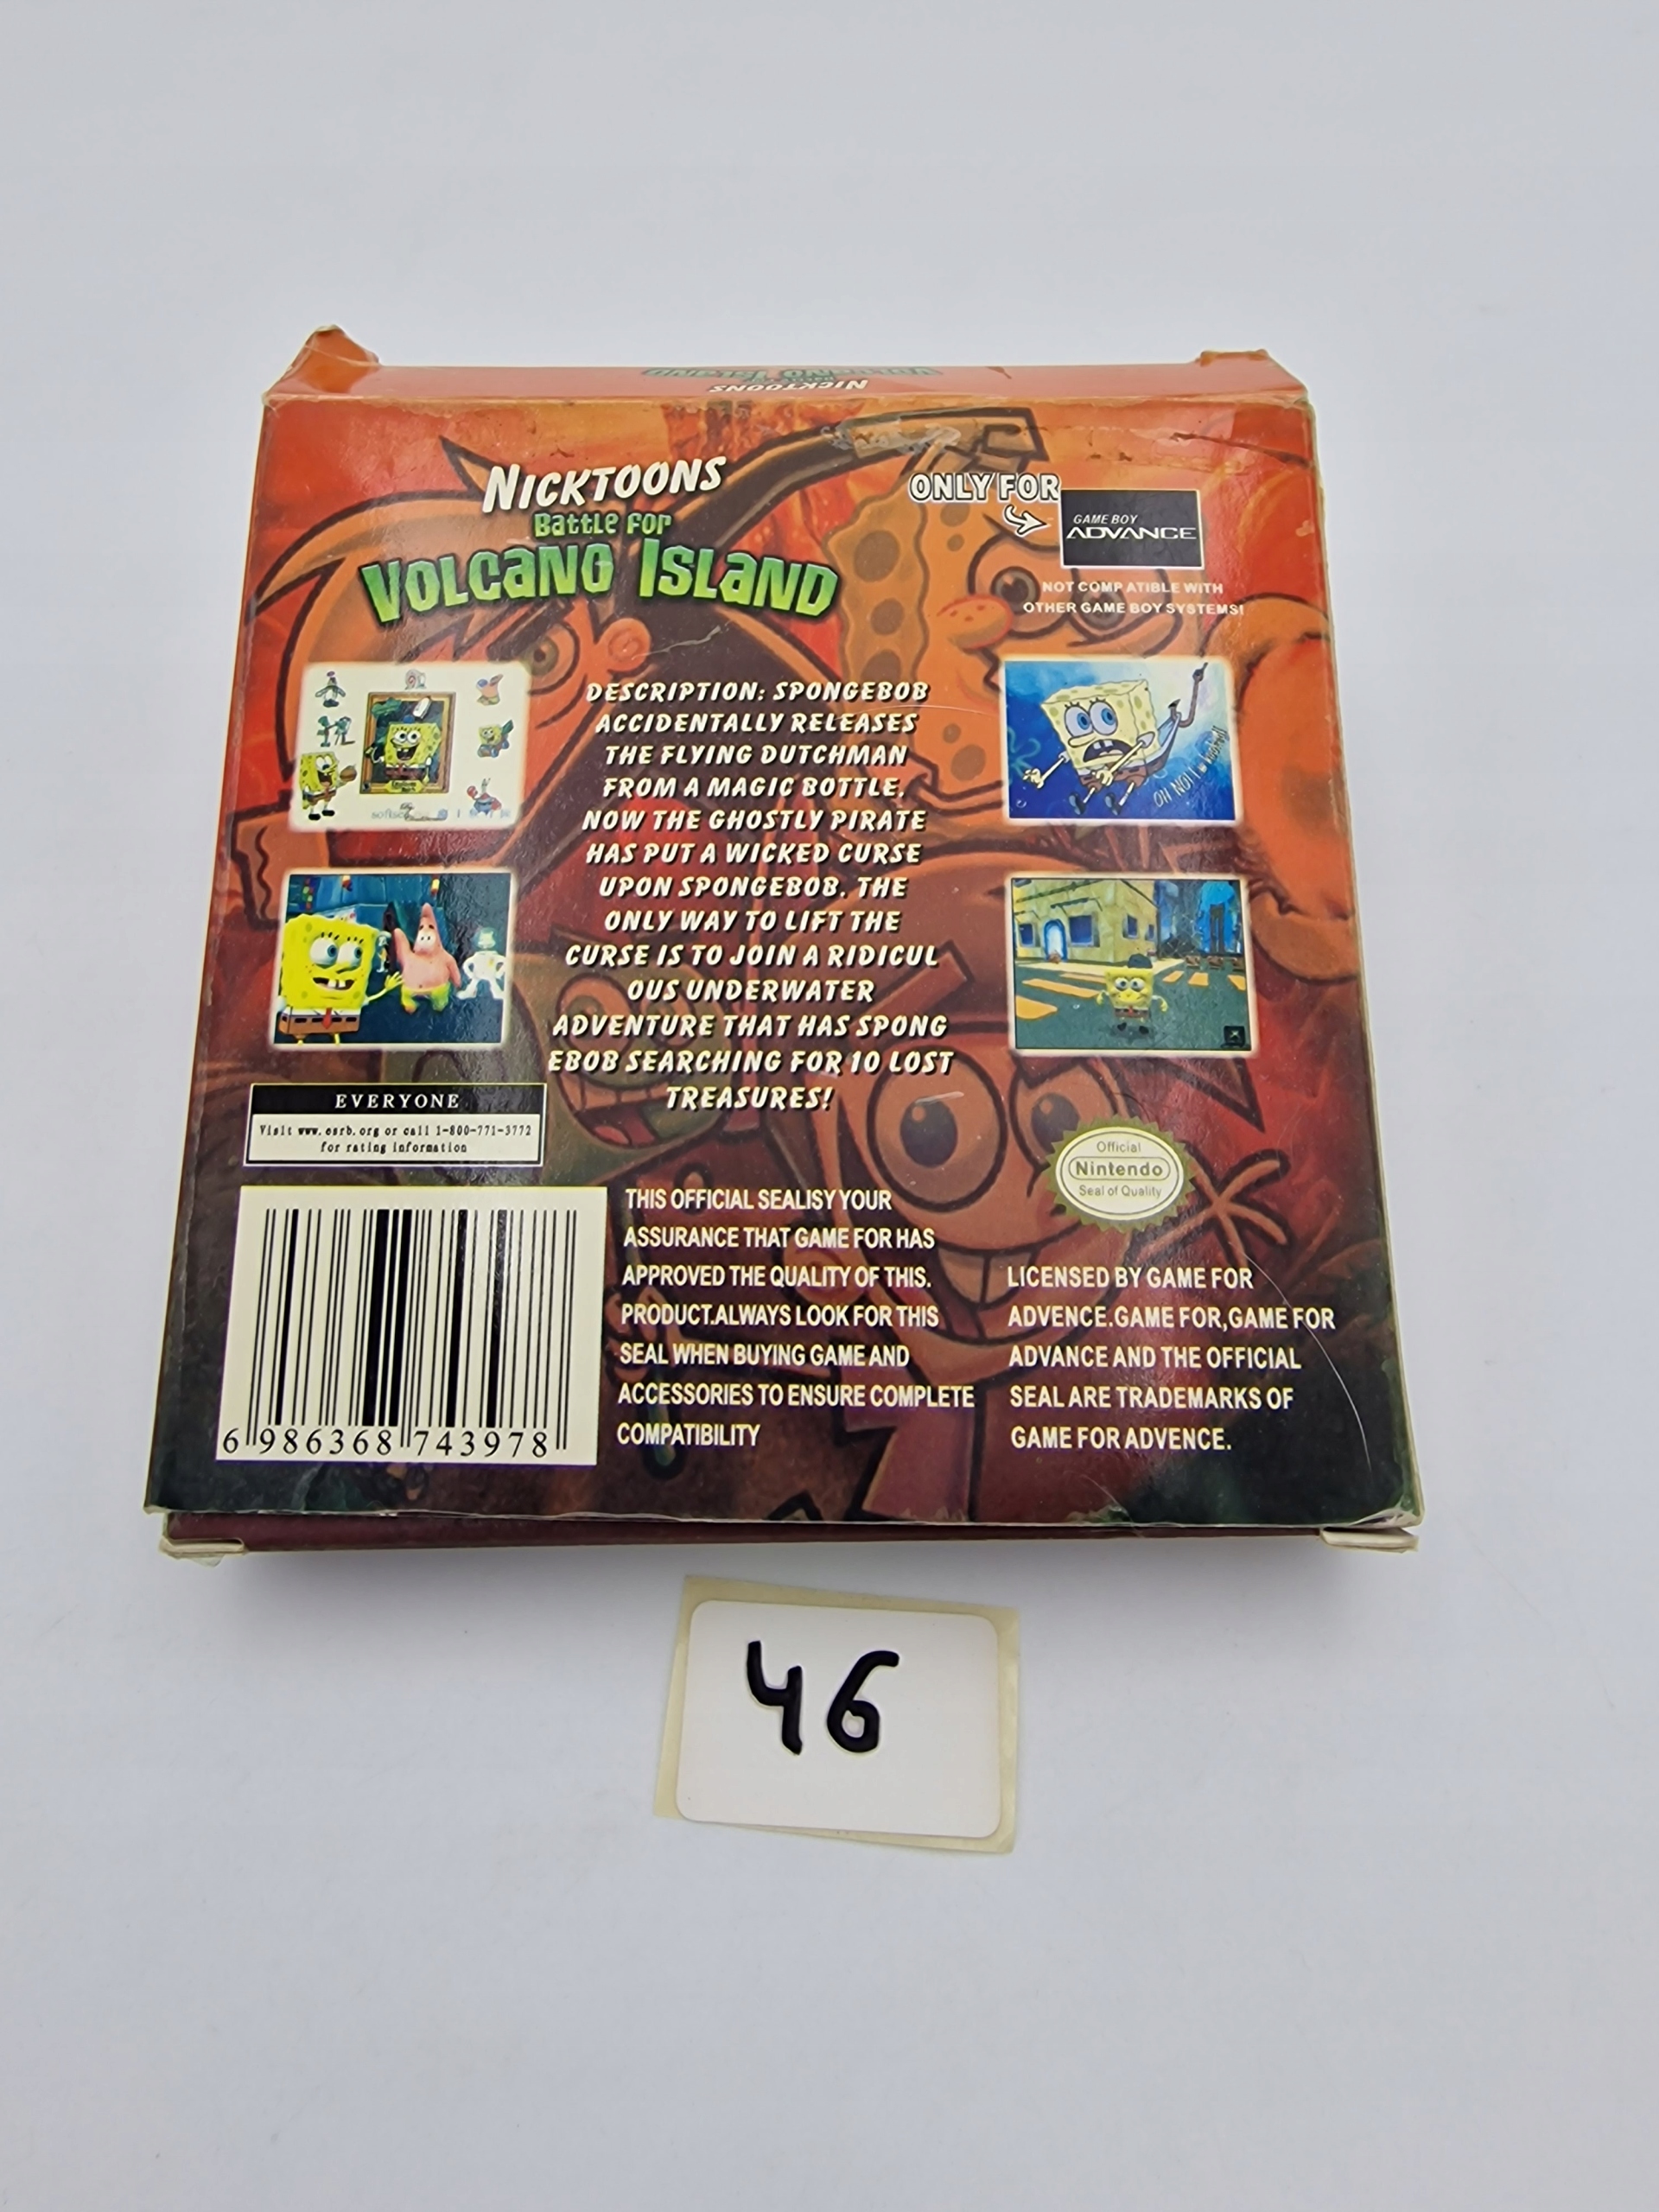 NICKTOONS
VOLCANO ISLAND
NICKTOONS
Battle for
VOLCANO ISLAND
ONLY FOR
GAME BOY
ADVANCE
NOT COMP ATIBLE WITH
OTHER GAME BOY SYSTEMS!
DESCRIPTION: SPONGEBOB
ACCIDENTALLY RELEASES
THE FLYING DUTCHMAN
FROM A MAGIC BOTTLE.
NOW THE GHOSTLY PIRATE
HAS PUT A WICKED CURSE
UPON SPONGEBOB. THE
ONLY WAY TO LIFT THE
CURSE IS TO JOIN A RIDICUL
OUS UNDERWATER
ADVENTURE THAT HAS SPONG
EBOB SEARCHING FOR 10 LOST
TREASURES!
OH NO!
EVERYONE
Visit www.esrb.org or call 1-800-771-3772
for rating information
Official
Nintendo
Seal of Quality
6 986368 743978
THIS OFFICIAL SEALISY YOUR
ASSURANCE THAT GAME FOR HAS
APPROVED THE QUALITY OF THIS.
PRODUCT.ALWAYS LOOK FOR THIS
SEAL WHEN BUYING GAME AND
ACCESSORIES TO ENSURE COMPLETE
COMPATIBILITY
LICENSED BY GAME FOR
ADVENCE.GAME FOR,GAME FOR
ADVANCE AND THE OFFICIAL
SEAL ARE TRADEMARKS OF
GAME FOR ADVENCE.
46